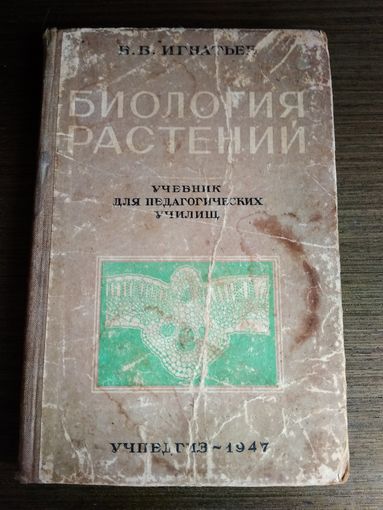 Б. В. ИГНАТЬЕВ
БИОЛОГИЯ
РАСТЕНИЙ
УЧЕБНИК
ДЛЯ ПЕДАГОГИЧЕСКИХ
УЧИЛИЩ
УЧПЕДГИЗ ~ 1947